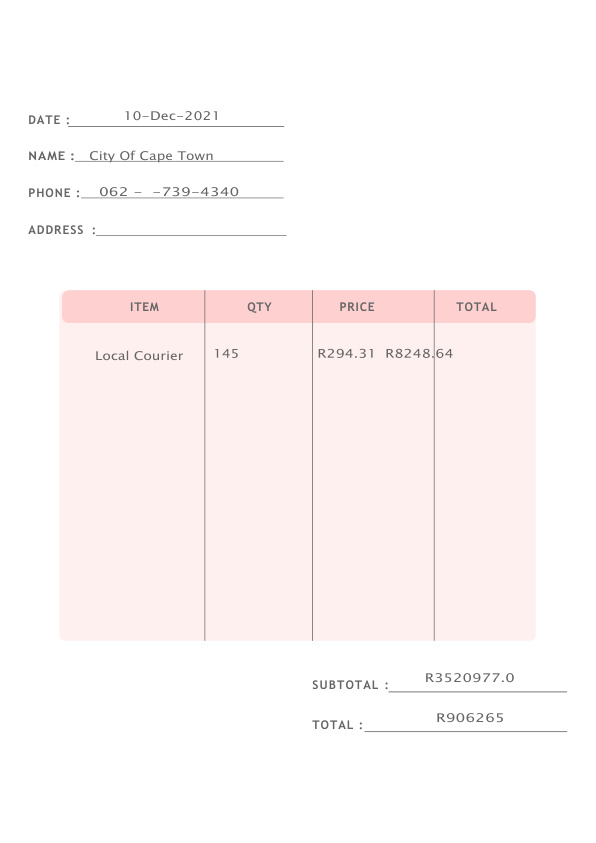 DATE : 10-Dec-2021
NAME : City Of Cape Town
PHONE : 062 - -739-4340
ADDRESS :
ITEM QTY PRICE TOTAL
Local Courier 145 R294.31 R8248.64
SUBTOTAL : R3520977.0
TOTAL : R906265